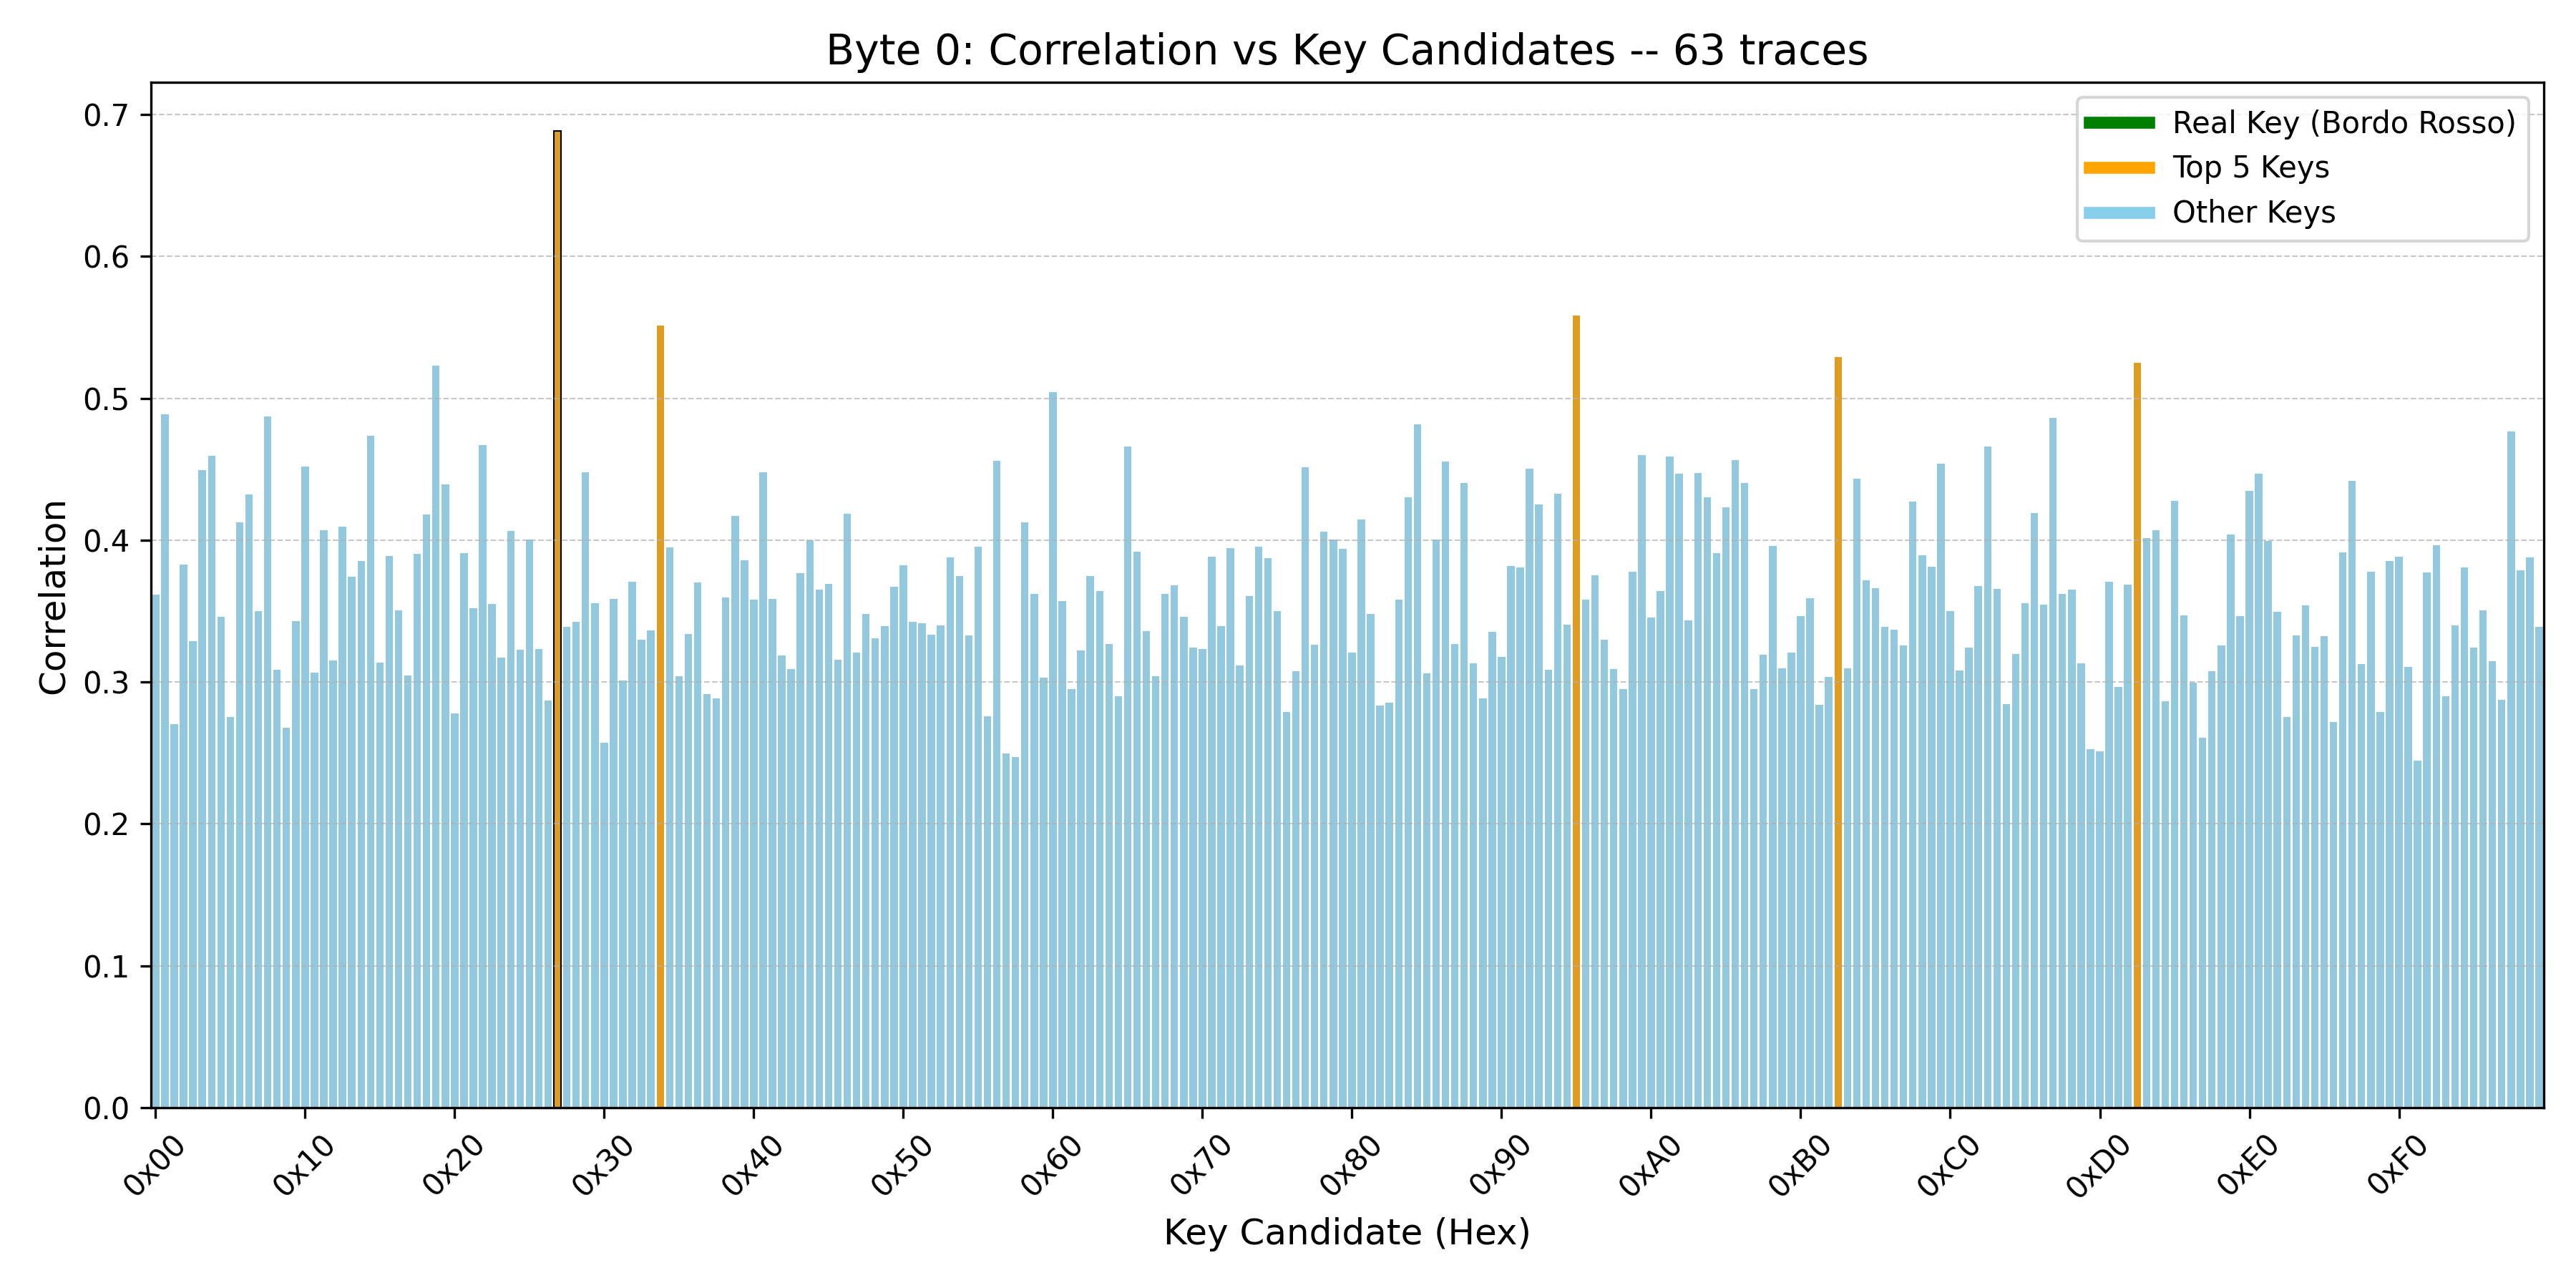 Byte 0: Correlation vs Key Candidates -- 63 traces
Real Key (Bordo Rosso)
Top 5 Keys
Other Keys
Correlation
0.7
0.6
0.5
0.4
0.3
0.2
0.1
0.0
0x00
0x10
0x20
0x30
0x40
0x50
0x60
0x70
0x80
0x90
0xA0
0xB0
0xC0
0xD0
0xE0
0xF0
Key Candidate (Hex)